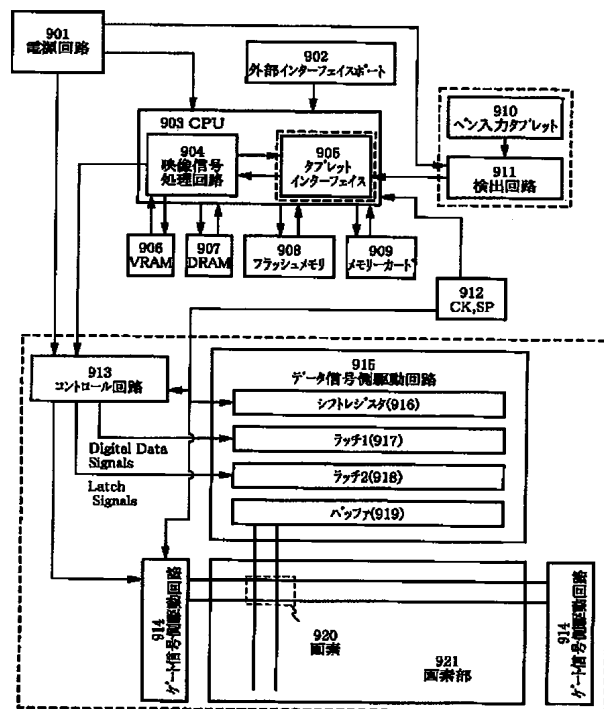 901
電源回路
902
外部インターフェイスポート
903 CPU
904
映像信号
処理回路
905
タブレット
インターフェイス
910
ペン入力タブレット
911
検出回路
906
VRAM
907
DRAM
908
フラッシュメモリ
909
メモリーカード
912
CK,SP
913
コントロール回路
915
データ信号側駆動回路
シフトレジスタ(916)
ラッチ1(917)
ラッチ2(918)
バッファ(919)
Digital Data
Signals
Latch
Signals
914
ゲート信号側駆動回路
920
画素
921
画素部
914
ゲート信号側駆動回路